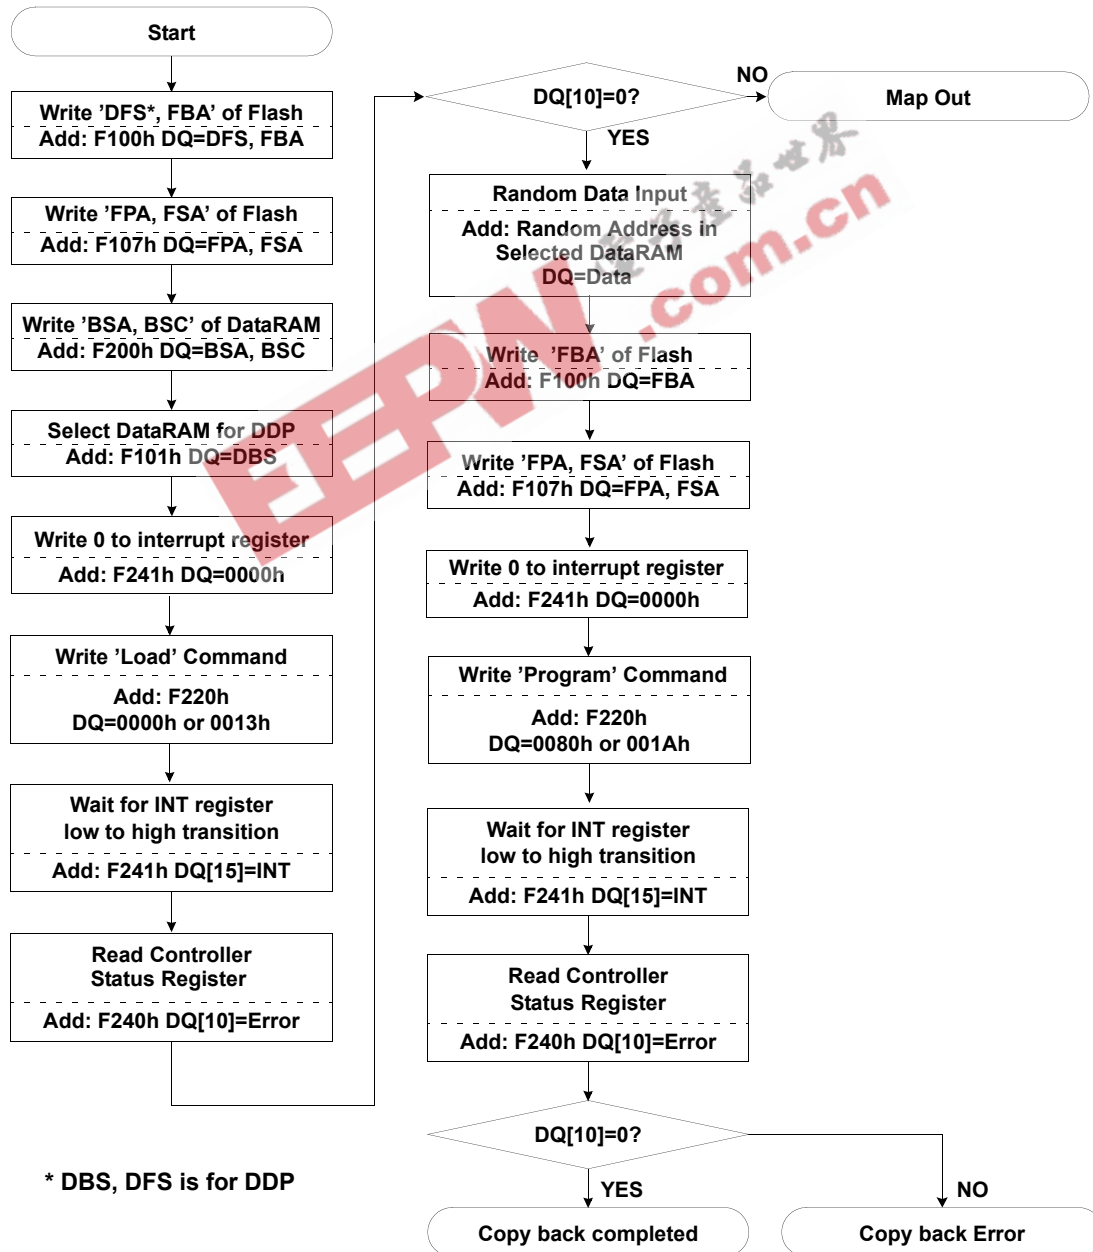 Start
Write ’DFS*, FBA’ of Flash
Add: F100h DQ=DFS, FBA
Write ’FPA, FSA’ of Flash
Add: F107h DQ=FPA, FSA
Write ’BSA, BSC’ of DataRAM
Add: F200h DQ=BSA, BSC
Select DataRAM for DDP
Add: F101h DQ=DBS
Write 0 to interrupt register
Add: F241h DQ=0000h
Write ’Load’ Command
Add: F220h
DQ=0000h or 0013h
Wait for INT register
low to high transition
Add: F241h DQ[15]=INT
Read Controller
Status Register
Add: F240h DQ[10]=Error
* DBS, DFS is for DDP
DQ[10]=0?
NO
Map Out
YES
Random Data Input
Add: Random Address in
Selected DataRAM
DQ=Data
Write ’FBA’ of Flash
Add: F100h DQ=FBA
Write ’FPA, FSA’ of Flash
Add: F107h DQ=FPA, FSA
Write 0 to interrupt register
Add: F241h DQ=0000h
Write ’Program’ Command
Add: F220h
DQ=0080h or 001Ah
Wait for INT register
low to high transition
Add: F241h DQ[15]=INT
Read Controller
Status Register
Add: F240h DQ[10]=Error
DQ[10]=0?
YES
NO
Copy back completed
Copy back Error
EEPW.com.cn
電子產品世界